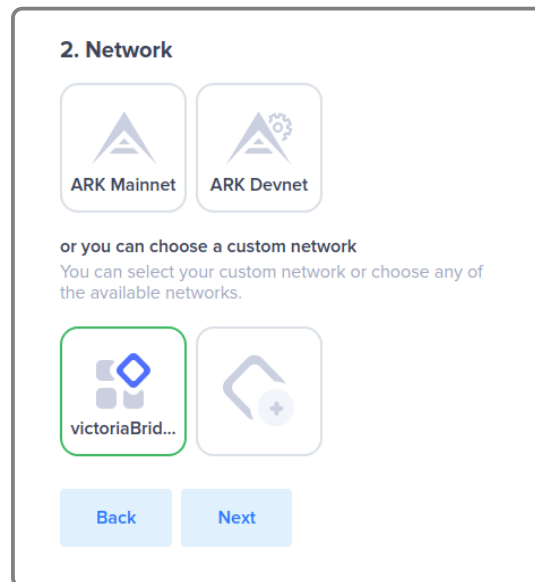 2. Network
ARK Mainnet
ARK Devnet
or you can choose a custom network
You can select your custom network or choose any of
the available networks.
victoriaBrid...
Back
Next